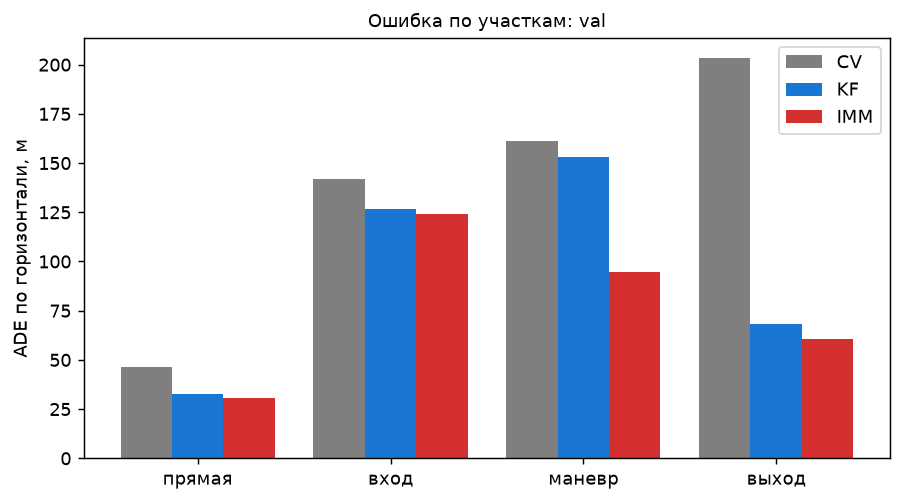 Ошибка по участкам: val
ADE по горизонтали, м
200
175
150
125
100
75
50
25
0
прямая
вход
маневр
выход
CV
KF
IMM